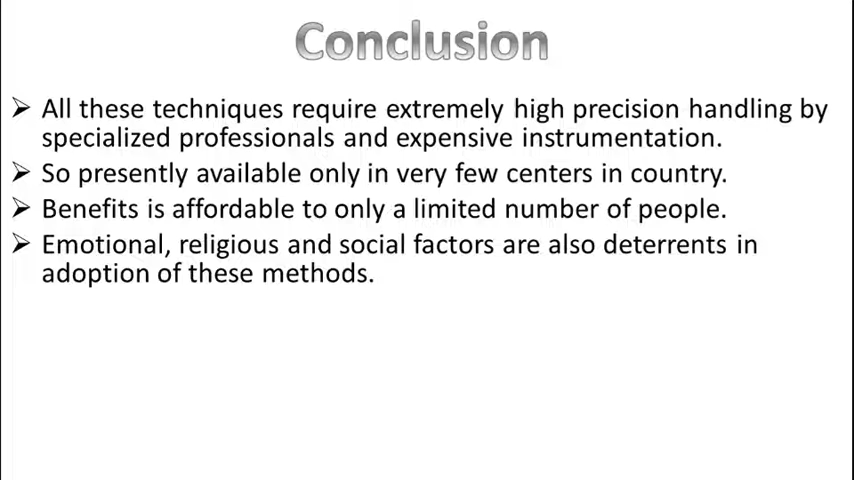 Conclusion
➢ All these techniques require extremely high precision handling by
specialized professionals and expensive instrumentation.
➢ So presently available only in very few centers in country.
➢ Benefits is affordable to only a limited number of people.
➢ Emotional, religious and social factors are also deterrents in
adoption of these methods.